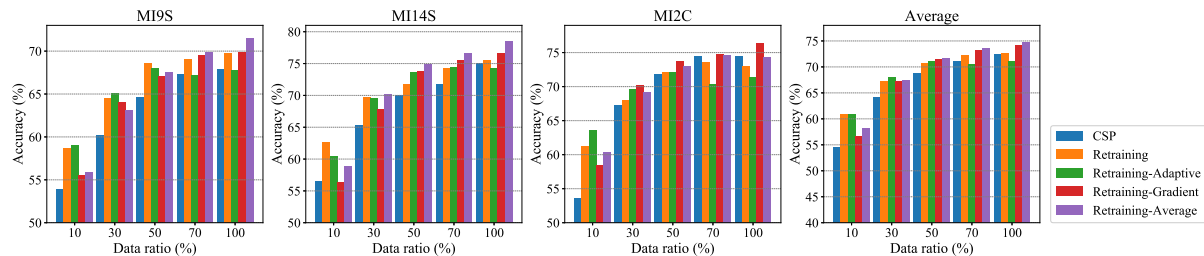 MI9S
Accuracy (%)
70
65
60
55
50
10 30 50 70 100
Data ratio (%)
MI14S
Accuracy (%)
80
75
70
65
60
55
50
10 30 50 70 100
Data ratio (%)
MI2C
Accuracy (%)
75
70
65
60
55
50
10 30 50 70 100
Data ratio (%)
Average
Accuracy (%)
75
70
65
60
55
50
45
40
10 30 50 70 100
Data ratio (%)
CSP
Retraining
Retraining-Adaptive
Retraining-Gradient
Retraining-Average